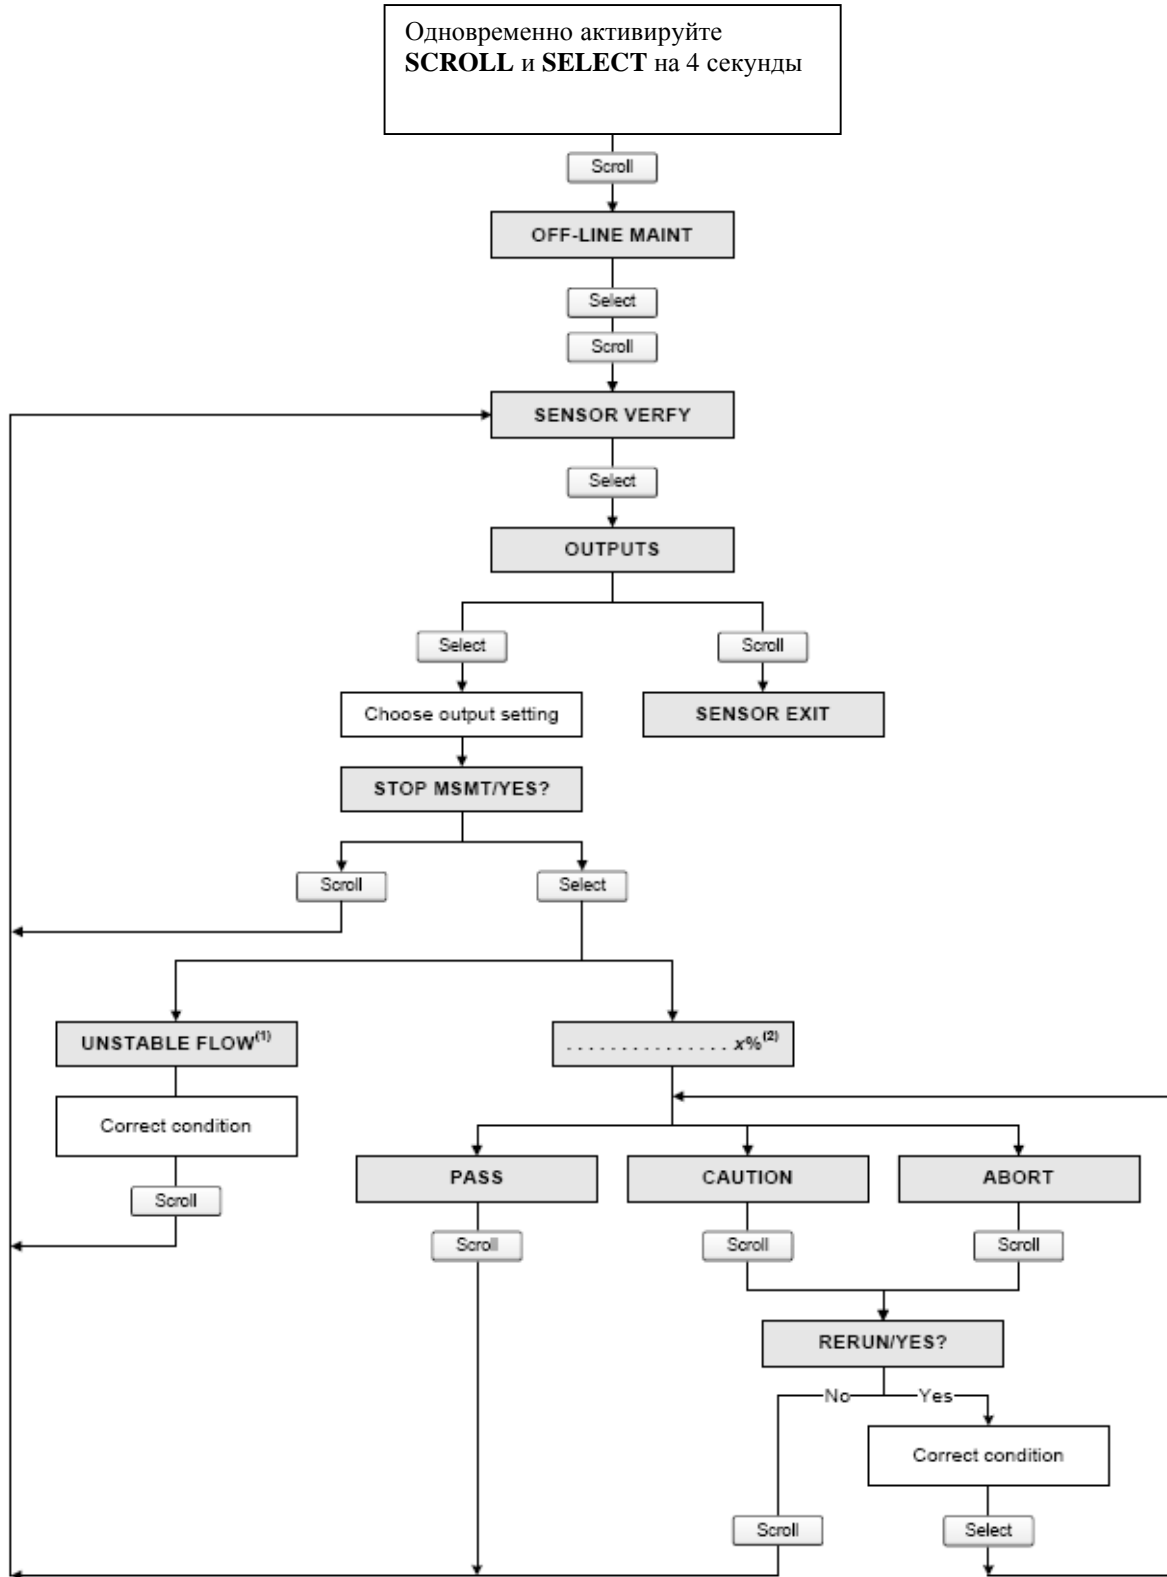 Одновременно активируйте
SCROLL и SELECT на 4 секунды
Scroll
OFF-LINE MAINT
Select
Scroll
SENSOR VERFY
Select
OUTPUTS
Select
Scroll
Choose output setting
SENSOR EXIT
STOP MSMT/YES?
Scroll
Select
UNSTABLE FLOW(1)
. . . . . . . . . . . . . . . x%(2)
Correct condition
PASS
CAUTION
ABORT
Scroll
Scroll
Scroll
Scroll
RERUN/YES?
No
Yes
Correct condition
Scroll
Select